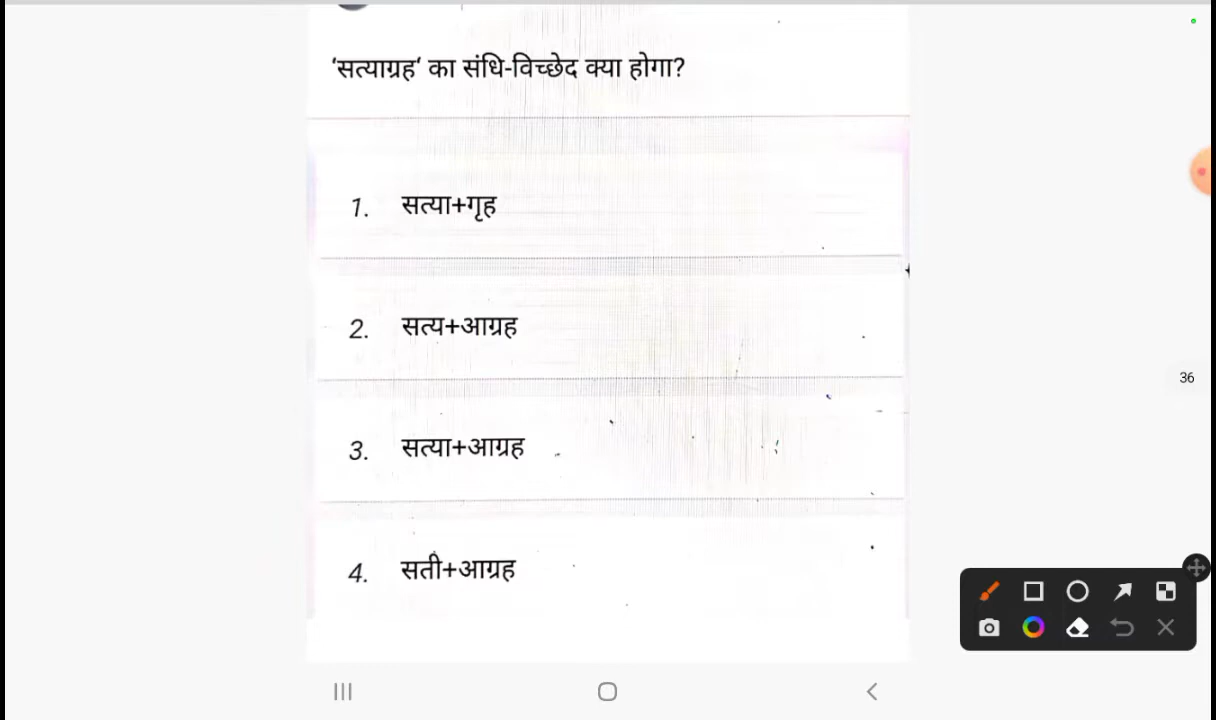 'सत्याग्रह' का संधि-विच्छेद क्या होगा?
1. सत्या+गृह
2. सत्य+आग्रह
3. सत्या+आग्रह
4. सती+आग्रह
36